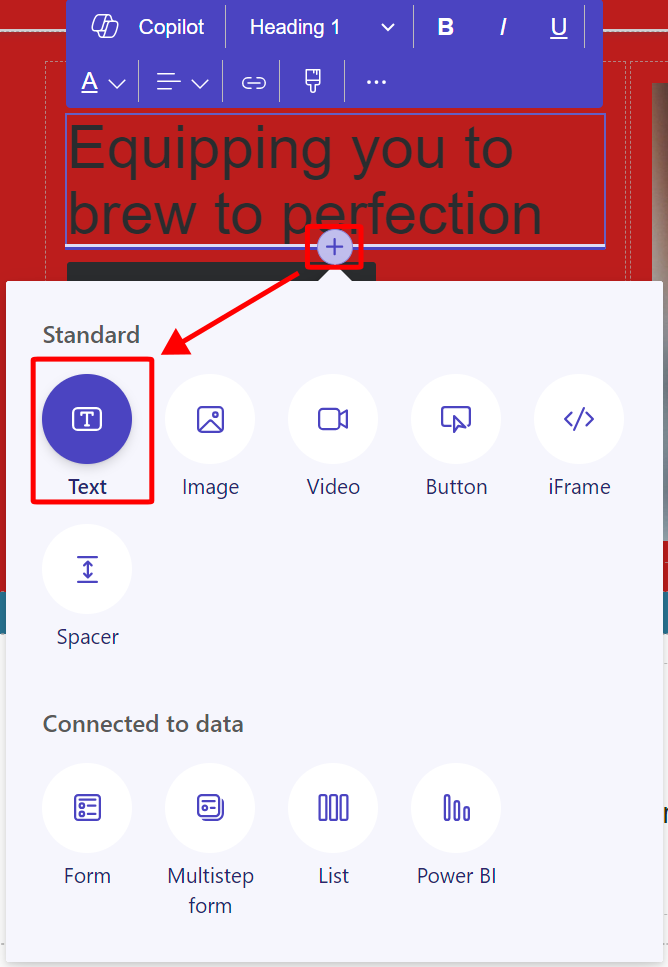 Copilot Heading 1 B I U
A
Equipping you to
brew to perfection
Standard
Text Image Video Button iFrame
Spacer
Connected to data
Form Multistep form List Power BI